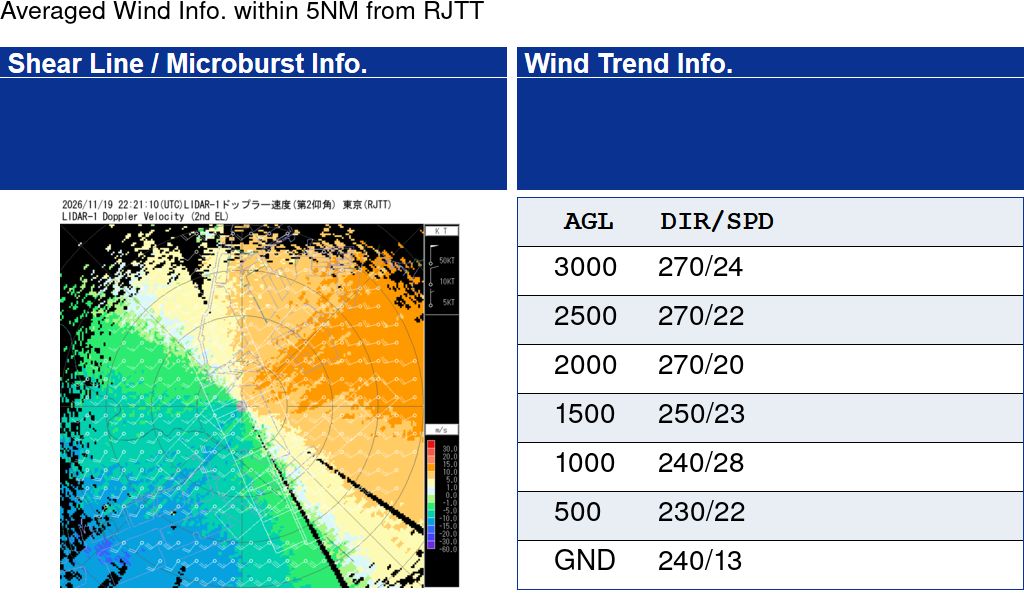 Averaged Wind Info. within 5NM from RJTT
Shear Line / Microburst Info.
Wind Trend Info.
2026/11/19 22:21:10(UTC)LIDAR-1ドップラー速度(第2仰角) 東京(RJTT)
LIDAR-1 Doppler Velocity (2nd EL)
KT
50KT
10KT
5KT
m/s
30.0
20.0
15.0
10.0
5.0
1.0
0.0
-1.0
-5.0
-10.0
-15.0
-20.0
-30.0
-60.0
AGL DIR/SPD
3000 270/24
2500 270/22
2000 270/20
1500 250/23
1000 240/28
500 230/22
GND 240/13